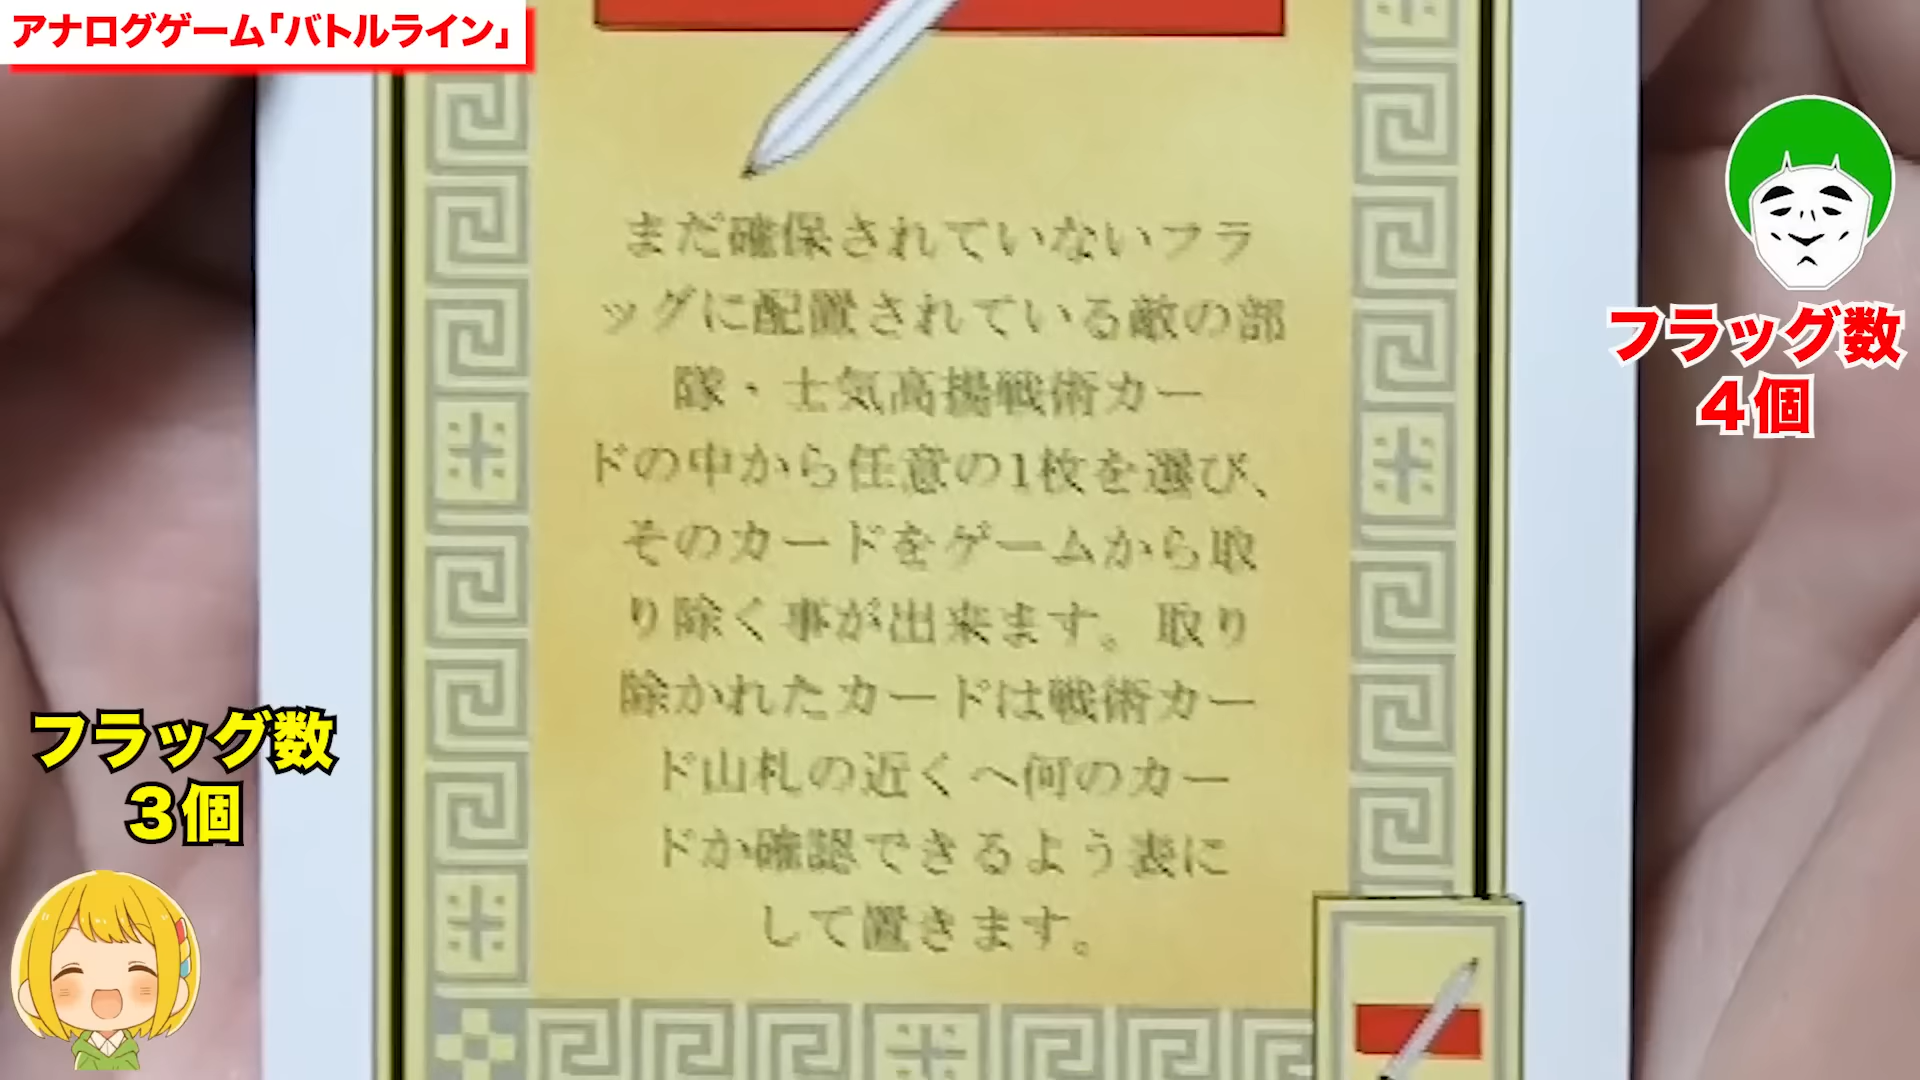 アナログゲーム「バトルライン」
まだ確保されていないフラ
ッグに配置されている敵の部
隊・士気高揚戦術カー
ドの中から任意の1枚を選び、
そのカードをゲームから取
り除く事が出来ます。取り
除かれたカードは戦術カー
ド山札の近くへ何のカー
ドか確認できるよう表に
して置きます。
フラッグ数
4個
フラッグ数
3個